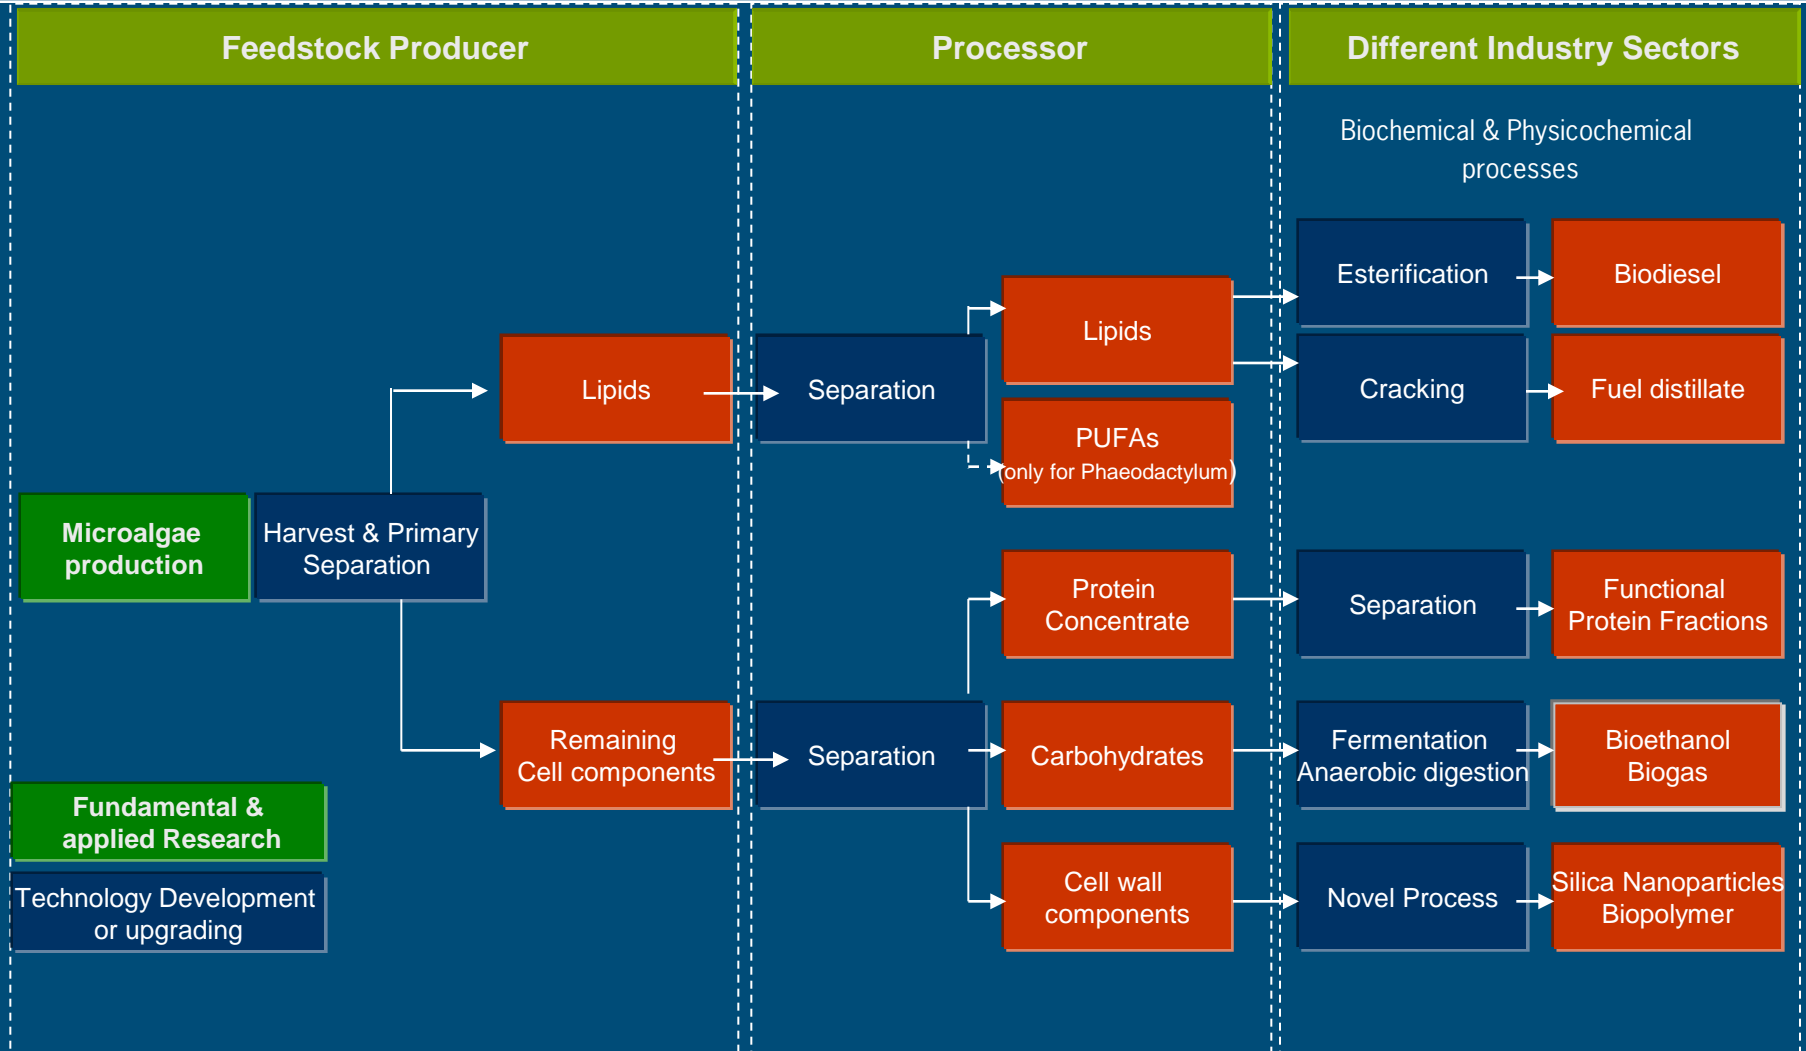 Feedstock Producer
Processor
Different Industry Sectors
Biochemical & Physicochemical
processes
Esterification
Biodiesel
Lipids
Lipids
Separation
Cracking
Fuel distillate
PUFAs
(only for Phaeodactylum)
Microalgae
production
Harvest & Primary
Separation
Protein
Concentrate
Separation
Functional
Protein Fractions
Remaining
Cell components
Separation
Carbohydrates
Fermentation
Anaerobic digestion
Bioethanol
Biogas
Fundamental &
applied Research
Technology Development
or upgrading
Cell wall
components
Novel Process
Silica Nanoparticles
Biopolymer